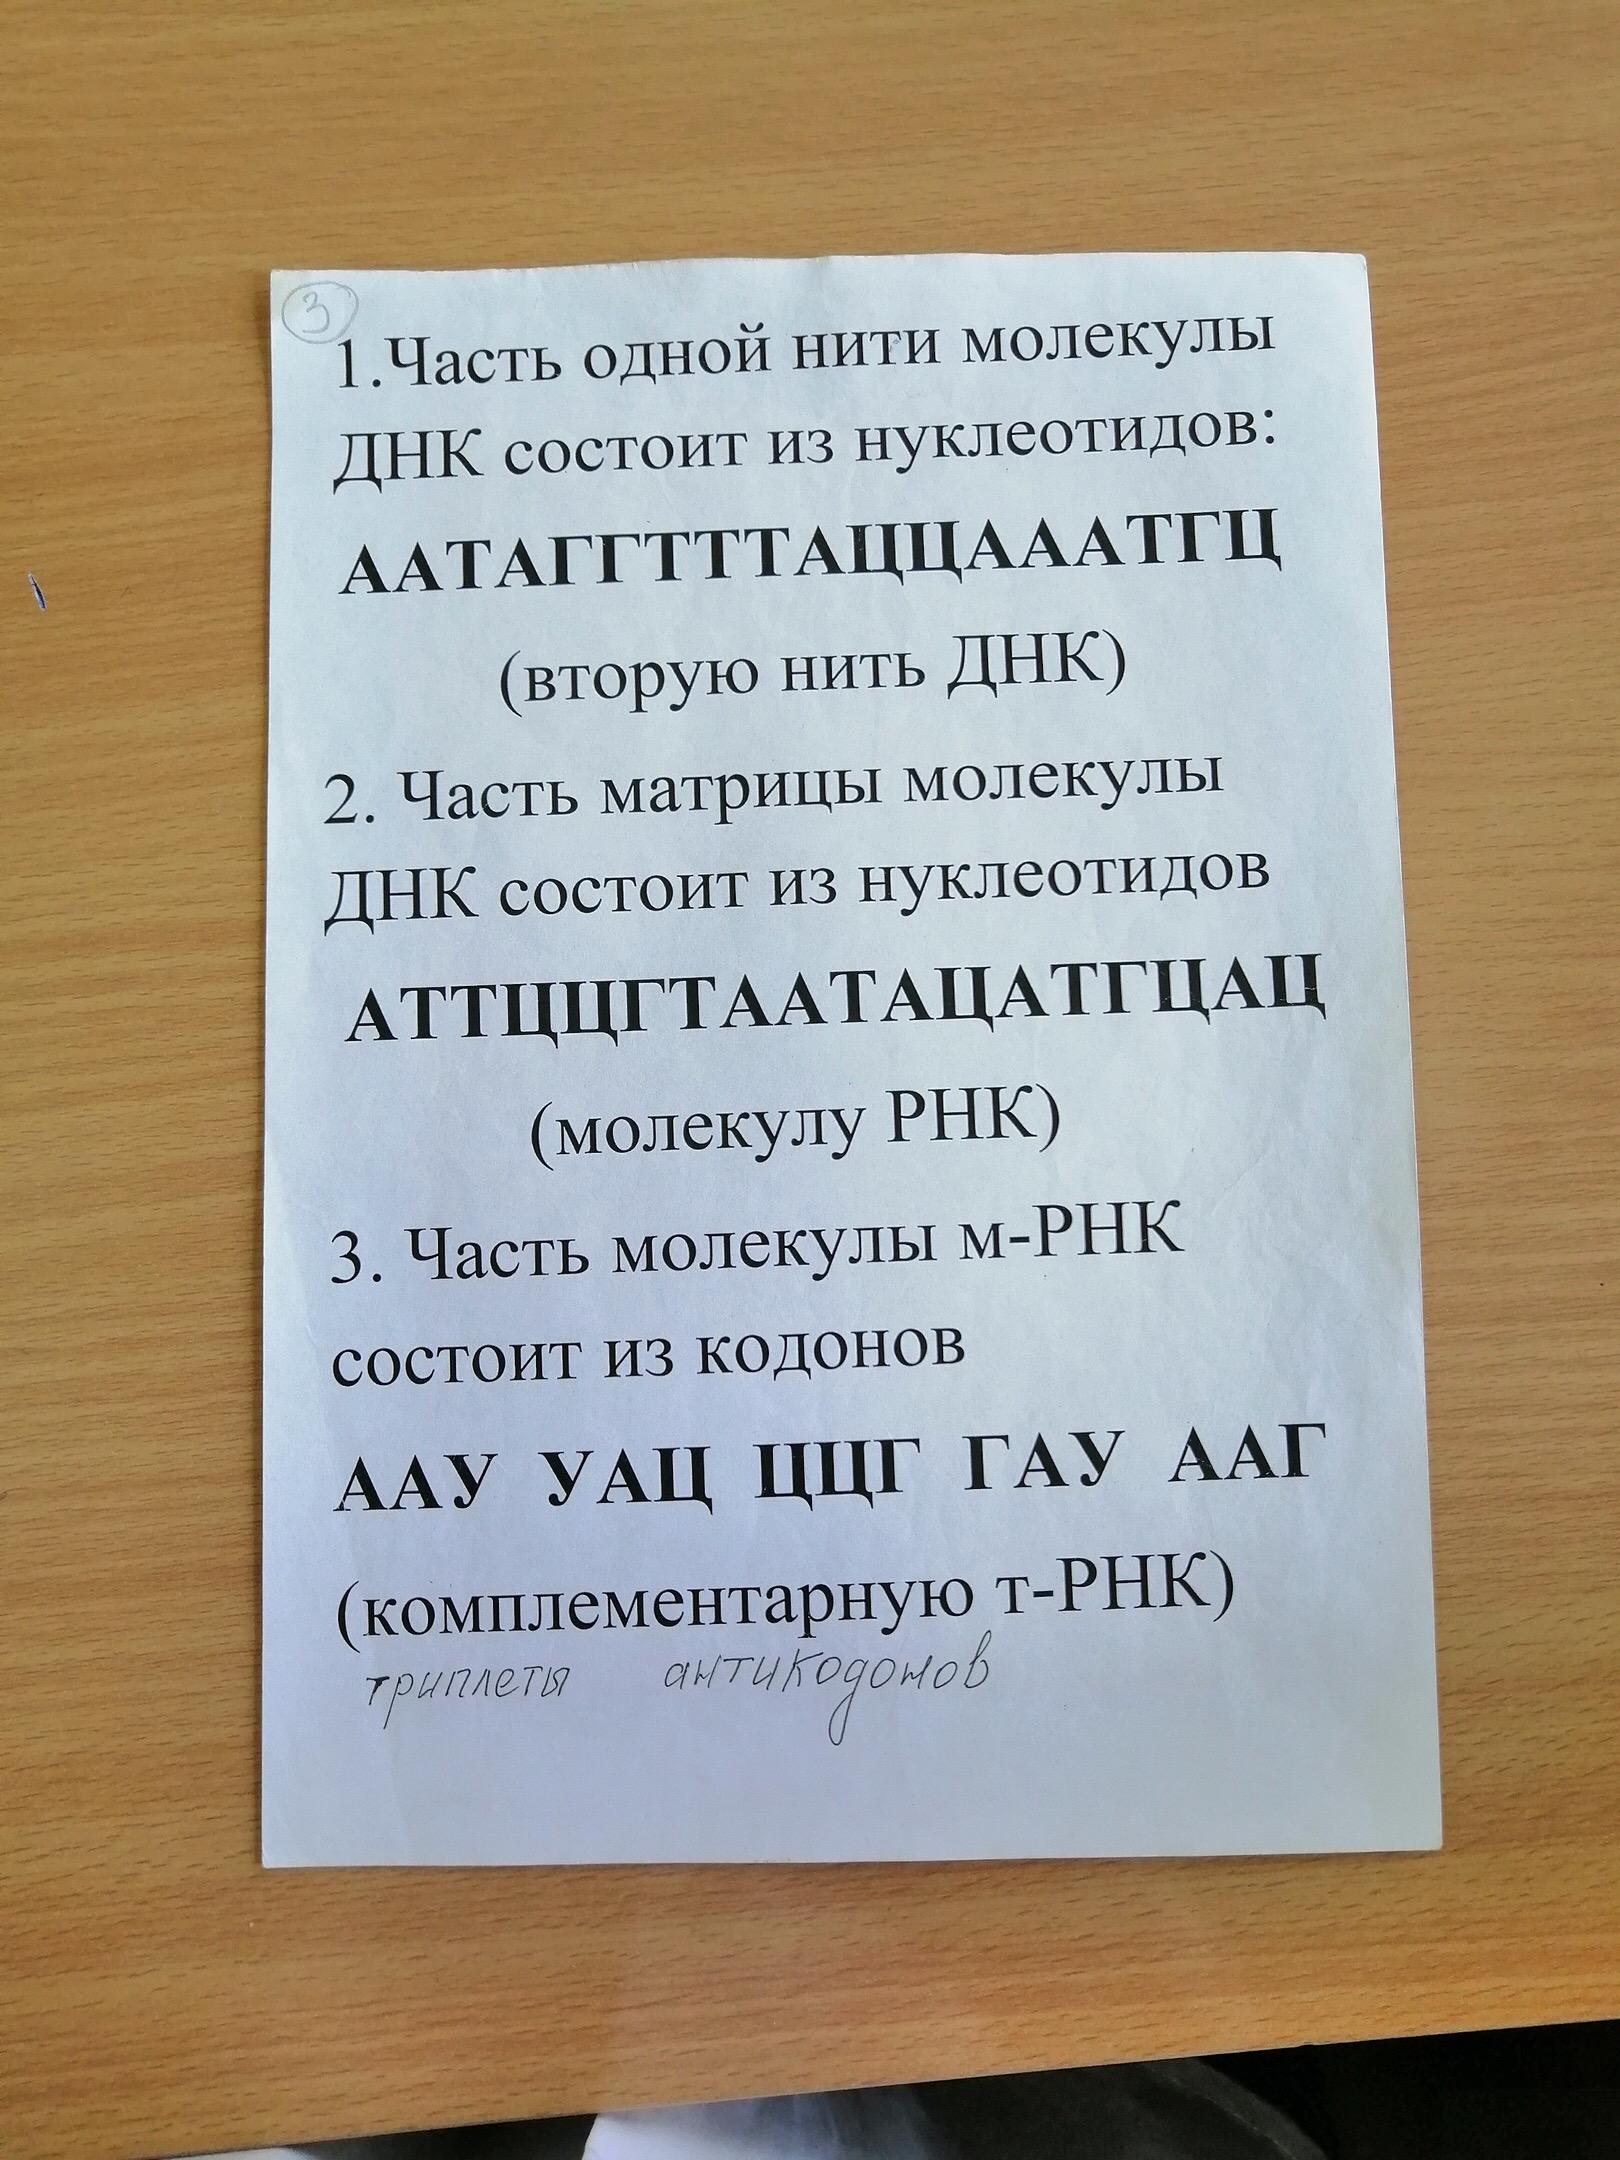 3
1.Часть одной нити молекулы
ДНК состоит из нуклеотидов:
ААТАГГТТТТАЦЦАААТГЦ
(вторую нить ДНК)
2. Часть матрицы молекулы
ДНК состоит из нуклеотидов
АТТЦЦГТААТАЦАТГЦАЦ
(молекулу РНК)
3. Часть молекулы м-РНК
состоит из кодонов
ААУ УАЦ ЦЦГ ГАУ ААГ
(комплементарную т-РНК)
триплеты антикодонов